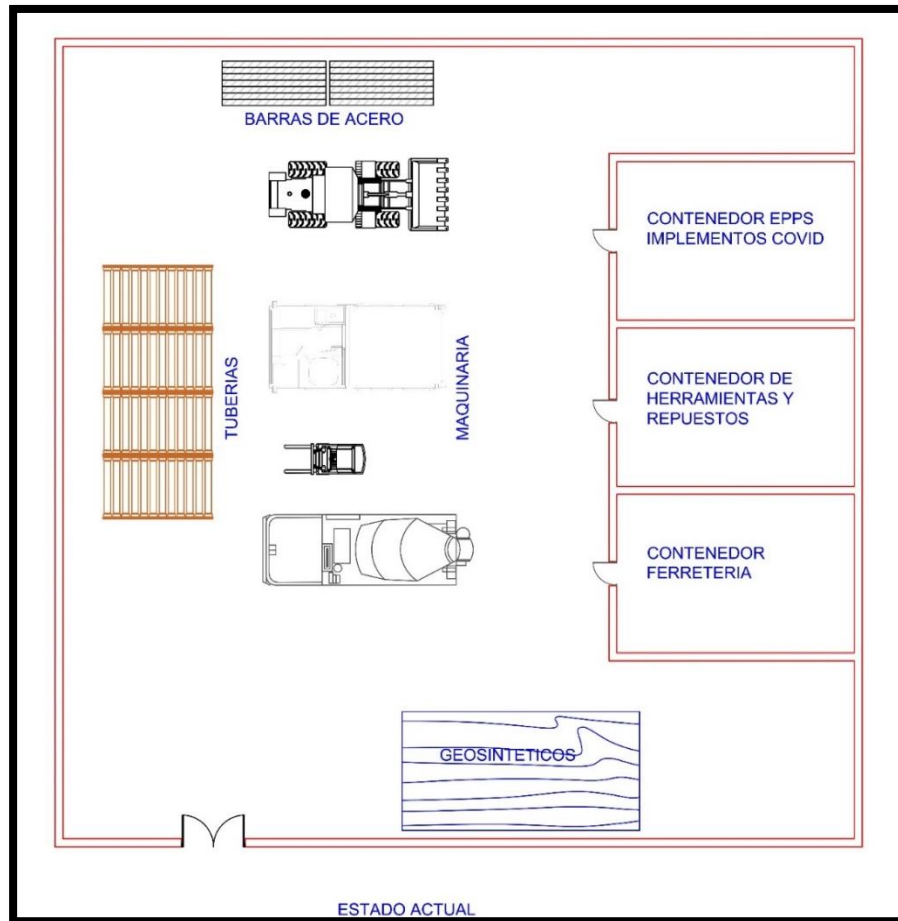 BARRAS DE ACERO
CONTENEDOR EPPS
IMPLEMENTOS COVID
TUBERIAS
MAQUINARIA
CONTENEDOR DE
HERRAMIENTAS Y
REPUESTOS
CONTENEDOR
FERRETERIA
GEOSINTETICOS
ESTADO ACTUAL